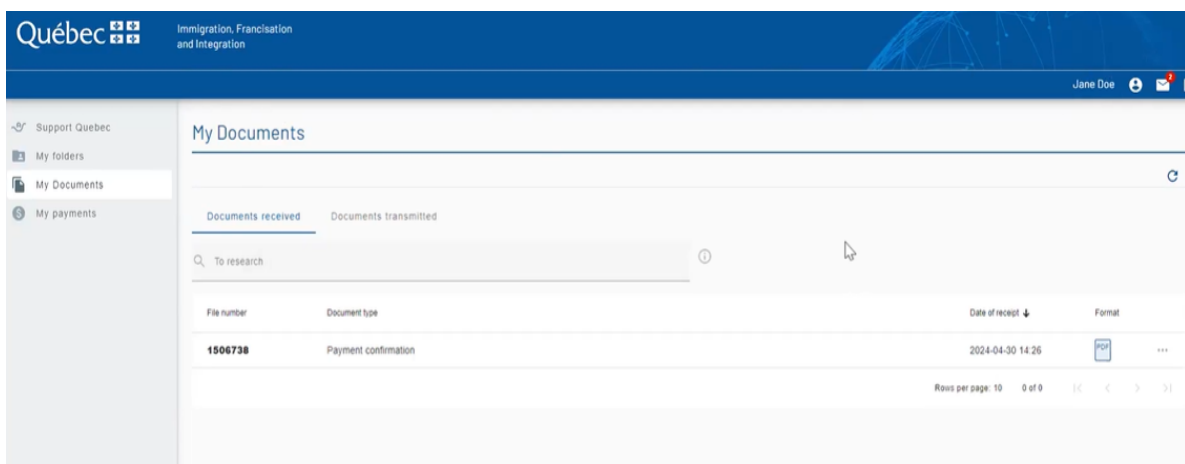 Québec
Immigration, Francisation
and Integration
Jane Doe
2
Support Quebec
My folders
My Documents
My payments
My Documents
Documents received Documents transmitted
To research
File number Document type Date of receipt Format
1506738 Payment confirmation 2024-04-30 14:26 PDF
Rows per page: 10 0 of 0